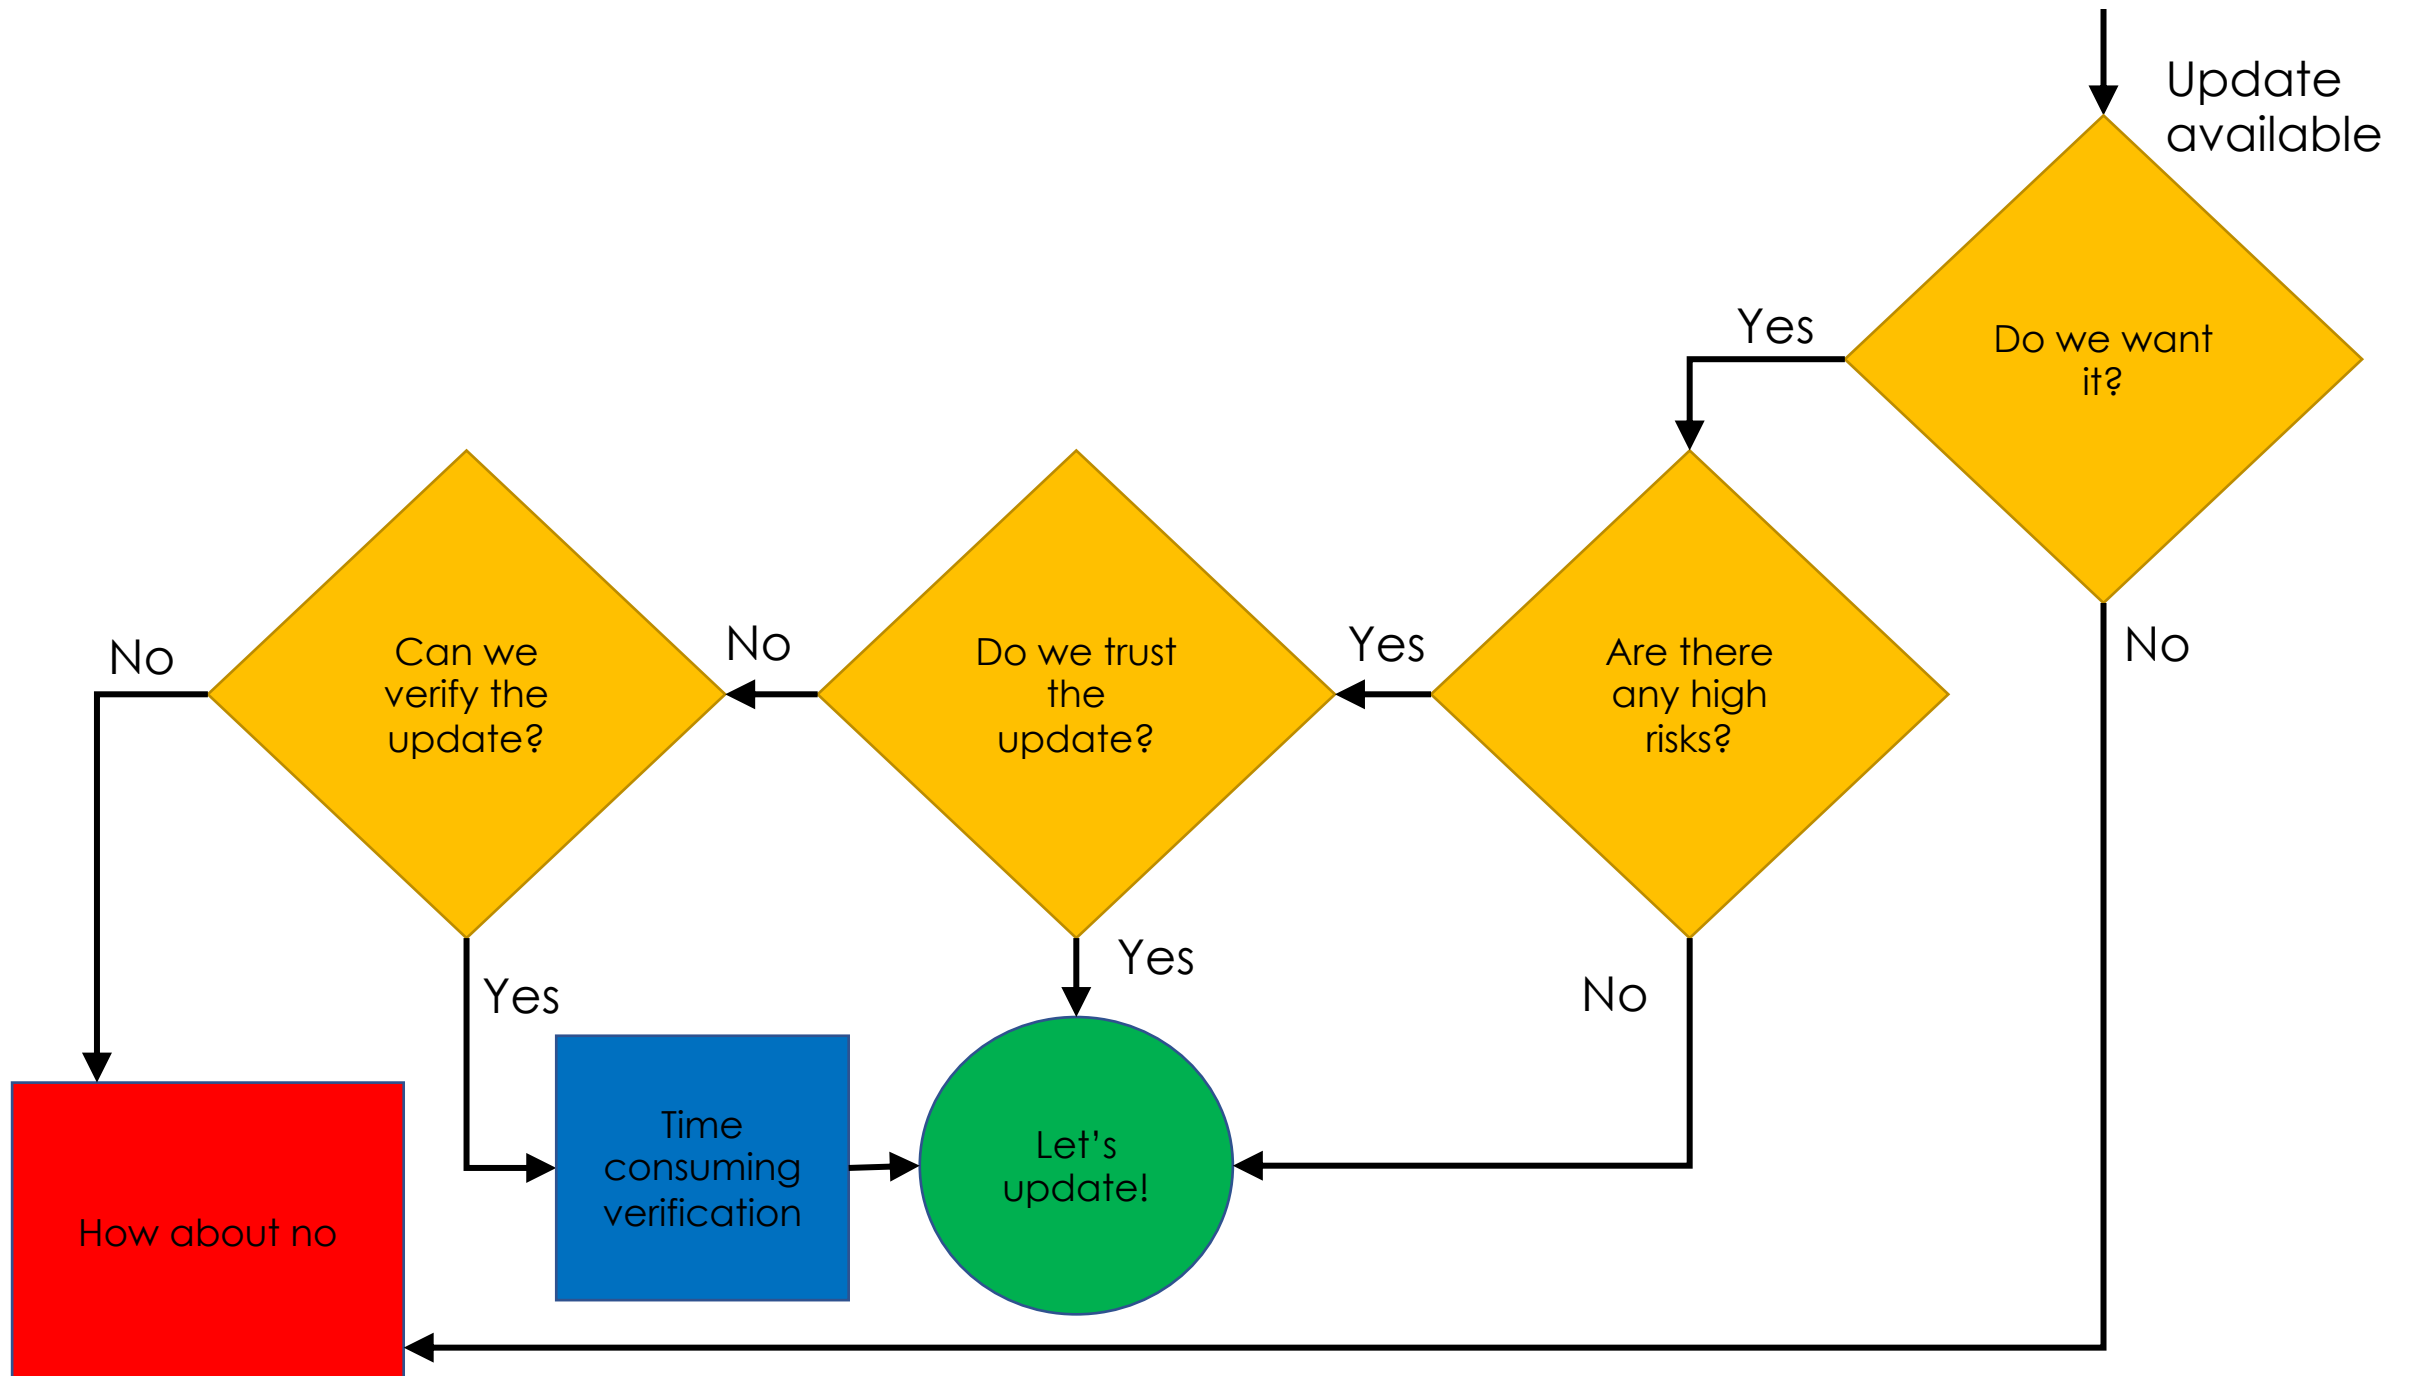 Update
available
Do we want
it?
Yes
No
Are there
any high
risks?
Yes
No
Do we trust
the
update?
No
Yes
Can we
verify the
update?
No
Yes
Time
consuming
verification
Let's
update!
How about no